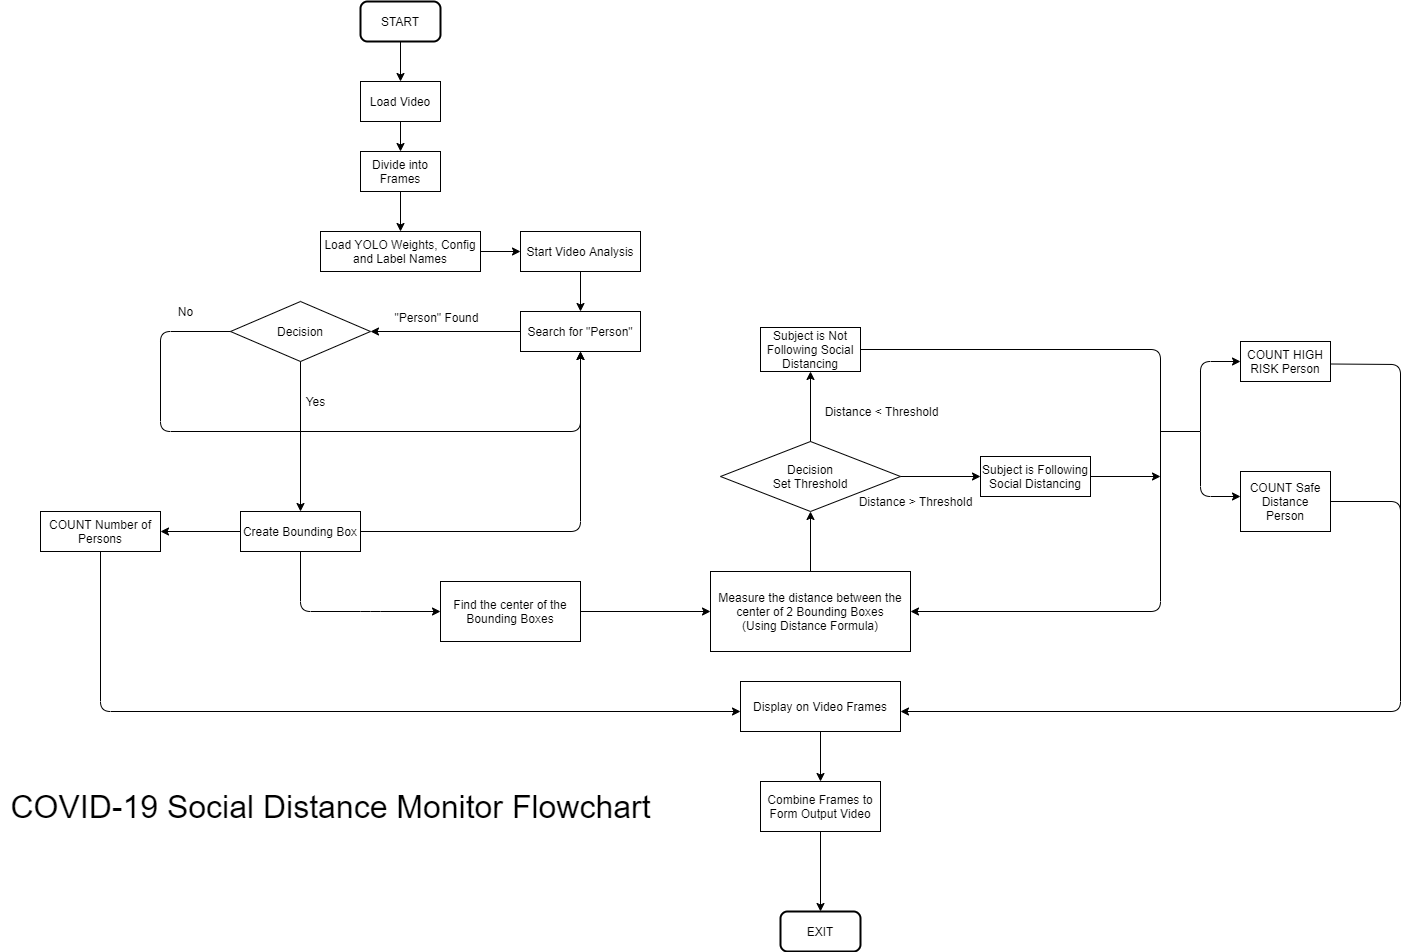 START
Load Video
Divide into
Frames
Load YOLO Weights, Config
and Label Names
Start Video Analysis
No
Decision
"Person" Found
Search for "Person"
Yes
COUNT Number of
Persons
Create Bounding Box
Find the center of the
Bounding Boxes
Measure the distance between the
center of 2 Bounding Boxes
(Using Distance Formula)
Decision
Set Threshold
Distance < Threshold
Subject is Not
Following Social
Distancing
Distance > Threshold
Subject is Following
Social Distancing
COUNT HIGH
RISK Person
COUNT Safe
Distance
Person
Display on Video Frames
Combine Frames to
Form Output Video
EXIT
COVID-19 Social Distance Monitor Flowchart